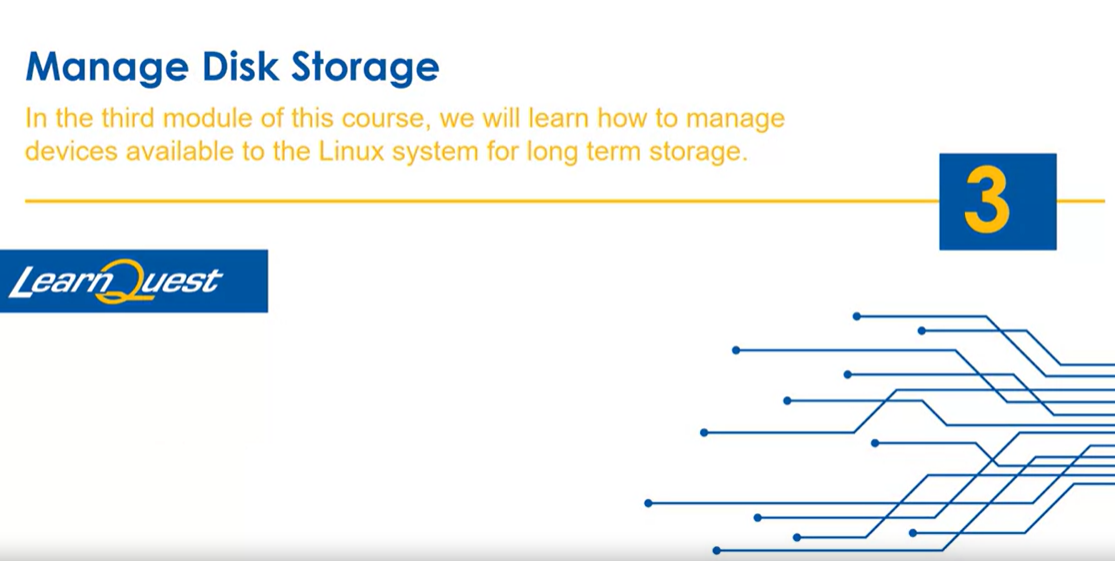 Manage Disk Storage
In the third module of this course, we will learn how to manage
devices available to the Linux system for long term storage.
3
LearnQuest